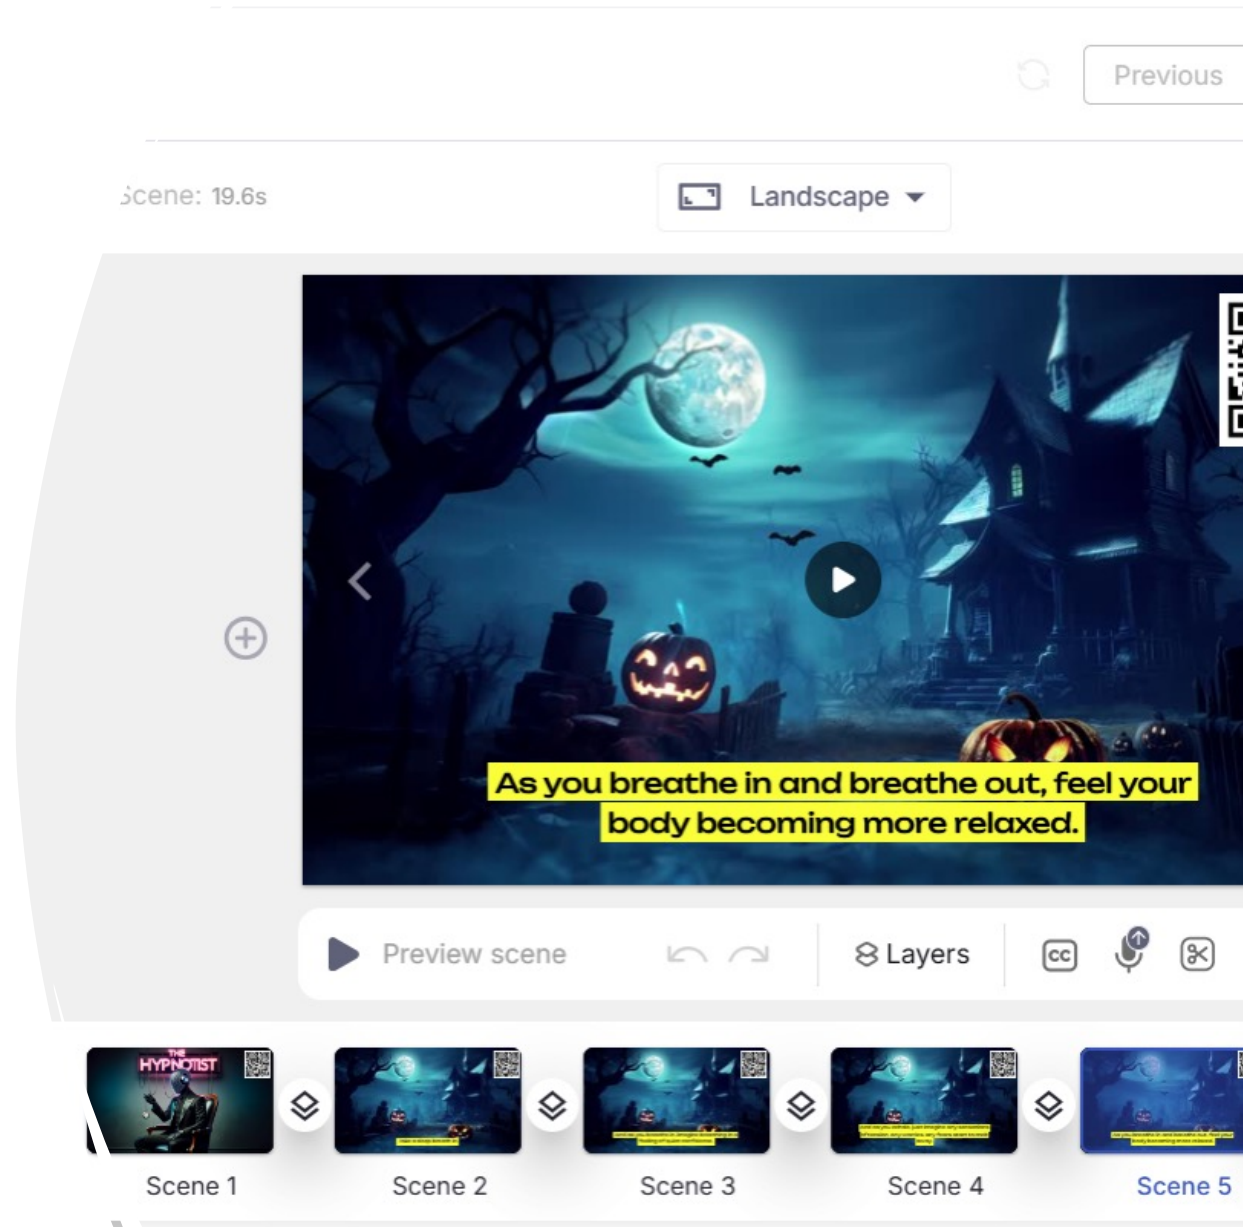 Previous
Scene: 19.6s
Landscape
As you breathe in and breathe out, feel your
body becoming more relaxed.
Preview scene
Layers
CC
THE
HYPNOTIST
Scene 1
Scene 2
Scene 3
Scene 4
Scene 5